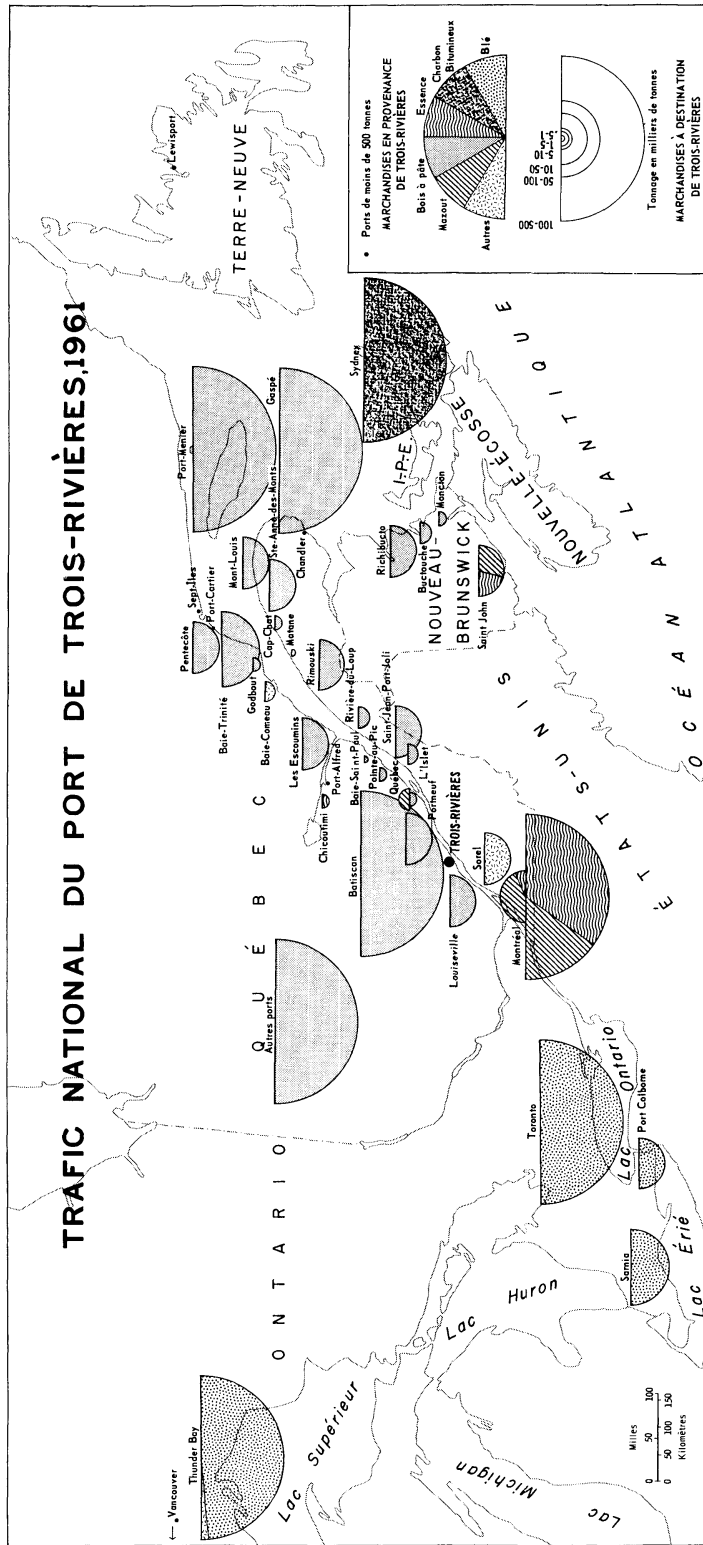 TRAFIC NATIONAL DU PORT DE TROIS-RIVIÈRES, 1961
← • Vancouver
Thunder Bay
Lac Supérieur
Lac Michigan
Lac Huron
Lac Érié
Lac Ontario
ONTARIO
Sarnia
Port Colborne
Toronto
QUÉBEC
Autres ports
Batiscan
Louiseville
Montréal
Sorel
TROIS-RIVIÈRES
Portneuf
Québec
L'Islet
Saint-Jean-Port-Joli
Pointe-au-Pic
Baie-Saint-Paul
Rivière-du-Loup
Chicoutimi
Port-Alfred
Les Escoumins
Rimouski
Baie-Comeau
Godbout
Baie-Trinité
Pentecôte
Port-Cartier
Sept-Îles
Matane
Cap-Chat
Ste-Anne-des-Monts
Mont-Louis
Chandler
Gaspé
Port-Menier
TERRE-NEUVE
Lewisport
I-P-E
Sydney
NOUVELLE-ÉCOSSE
NOUVEAU-
BRUNSWICK
Richibucto
Buctouche
Moncton
Saint John
ÉTATS-UNIS
OCÉAN ATLANTIQUE
Milles
0 50 100
0 50 100 150
Kilomètres
• Ports de moins de 500 tonnes
MARCHANDISES EN PROVENANCE
DE TROIS-RIVIÈRES
Autres
Mazout
Bois à pâte
Essence
Charbon
Bitumineux
Blé
100-500
50-100
10-50
5-10
1-5
.5-1
Tonnage en milliers de tonnes
MARCHANDISES À DESTINATION
DE TROIS-RIVIÈRES